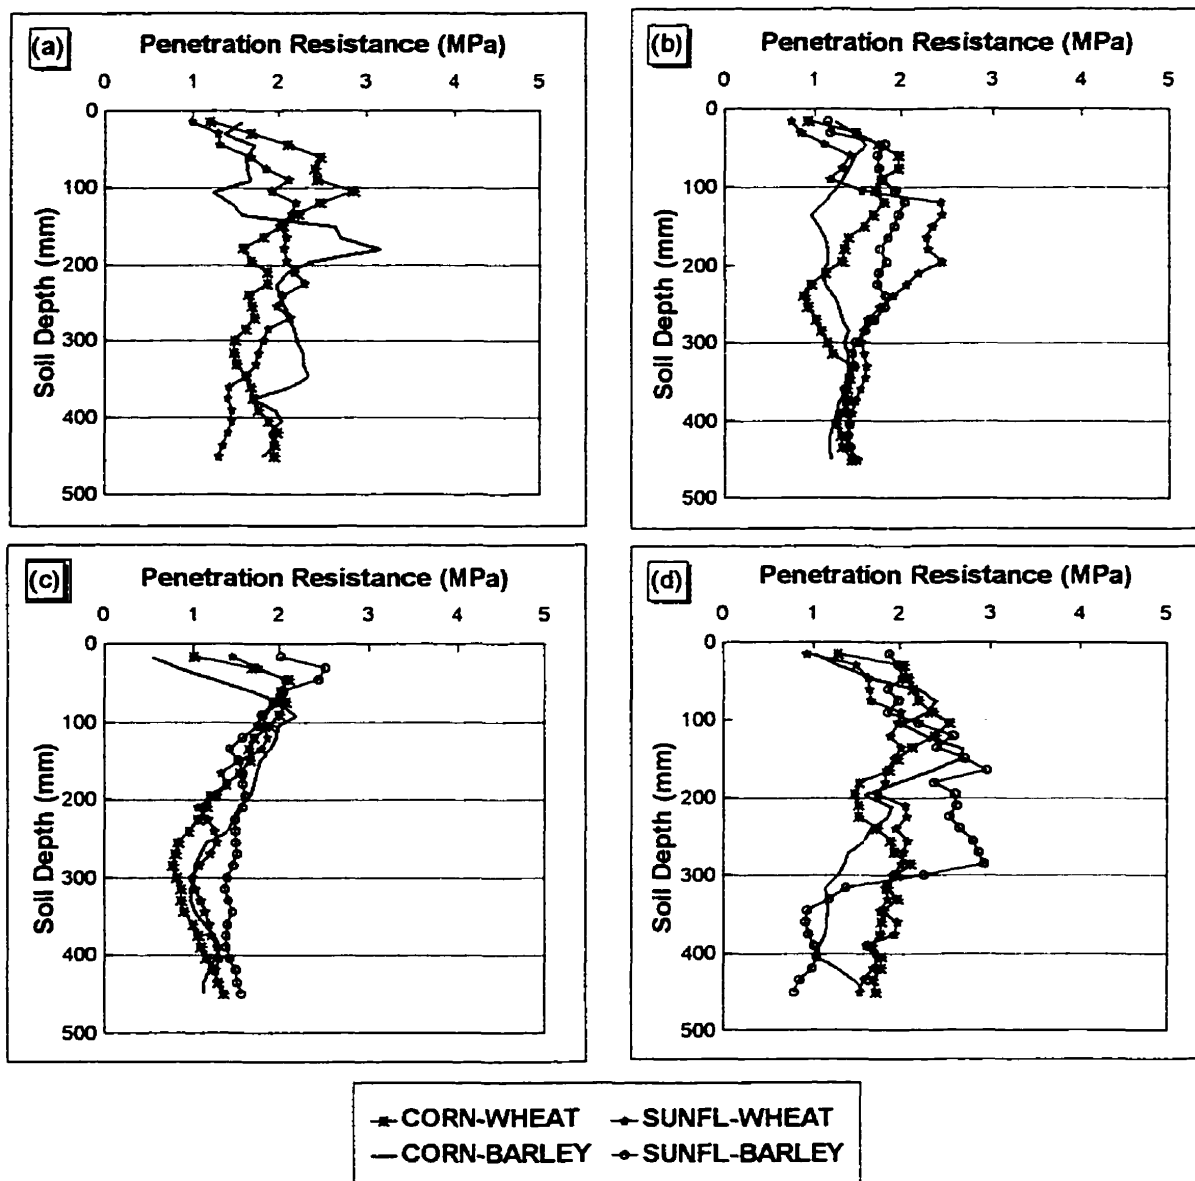 (a) Penetration Resistance (MPa)
0 1 2 3 4 5
0
100
200
300
400
500
Soil Depth (mm)
(b) Penetration Resistance (MPa)
0 1 2 3 4 5
0
100
200
300
400
500
Soil Depth (mm)
(c) Penetration Resistance (MPa)
0 1 2 3 4 5
0
100
200
300
400
500
Soil Depth (mm)
(d) Penetration Resistance (MPa)
0 1 2 3 4 5
0
100
200
300
400
500
Soil Depth (mm)
CORN-WHEAT SUNFL-WHEAT
CORN-BARLEY SUNFL-BARLEY